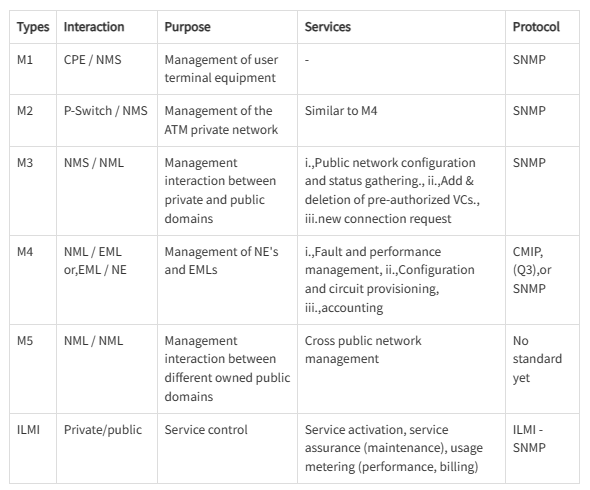 Types Interaction Purpose Services Protocol
M1 CPE / NMS Management of user - SNMP
terminal equipment
M2 P-Switch / NMS Management of the Similar to M4 SNMP
ATM private network
M3 NMS / NML Management i.,Public network configuration SNMP
interaction between and status gathering., ii.,Add &
private and public deletion of pre-authorized VCs.,
domains iii.new connection request
M4 NML / EML Management of NE's i.,Fault and performance CMIP,
or,EML / NE and EMLs management, ii.,Configuration (Q3),or
and circuit provisioning, SNMP
iii.,accounting
M5 NML / NML Management Cross public network No
interaction between management standard
different owned public yet
domains
ILMI Private/public Service control Service activation, service ILMI -
assurance (maintenance), usage SNMP
metering (performance, billing)